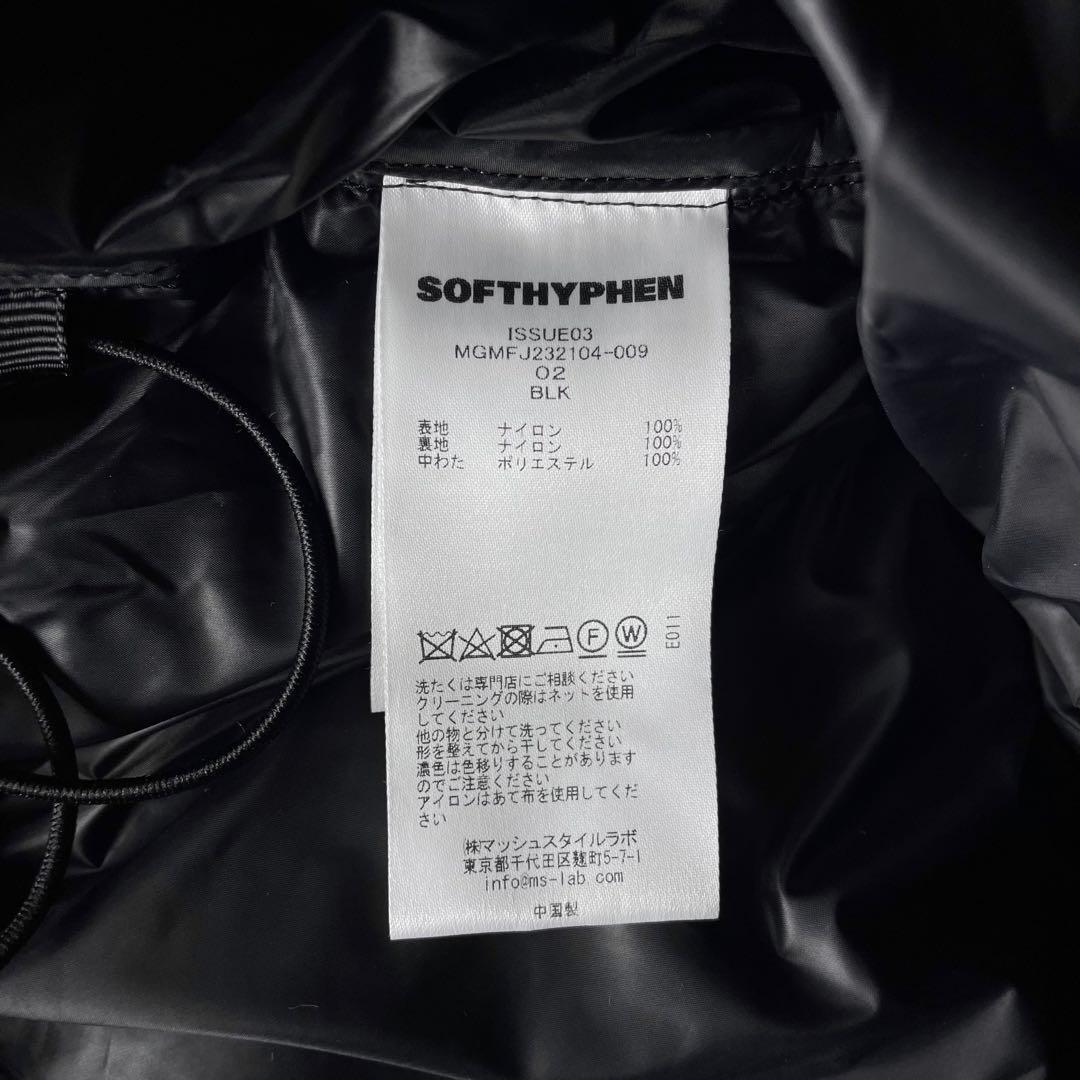 SOFTHYPHEN
ISSUE03
MGMFJ232104-009
02
BLK
表地 ナイロン 100%
裏地 ナイロン 100%
中わた ポリエステル 100%
F W
E011
洗たくは専門店にご相談ください
クリーニングの際はネットを使用
してください
他の物と分けて洗ってください
形を整えてから干してください
濃色は色移りすることがあります
のでご注意ください
アイロンはあて布を使用してくだ
さい
㈱マッシュスタイルラボ
東京都千代田区麹町5-7-1
info@ms-lab com
中国製